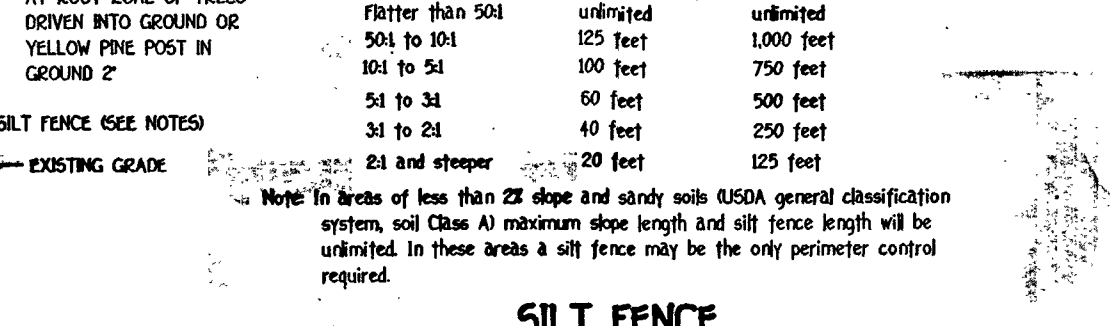 AT ROOT ZONE OF TREES
DRIVEN INTO GROUND OR
YELLOW PINE POST IN
GROUND 2"
SILT FENCE (SEE NOTES)
EXISTING GRADE
Flatter than 50:1 unlimited unlimited
50:1 to 10:1 125 feet 1,000 feet
10:1 to 5:1 100 feet 750 feet
5:1 to 3:1 60 feet 500 feet
3:1 to 2:1 40 feet 250 feet
2:1 and steeper 20 feet 125 feet
Note: In areas of less than 2% slope and sandy soils (USDA general classification
system, soil Class A) maximum slope length and silt fence length will be
unlimited. In these areas a silt fence may be the only perimeter control
required.
SILT FENCE